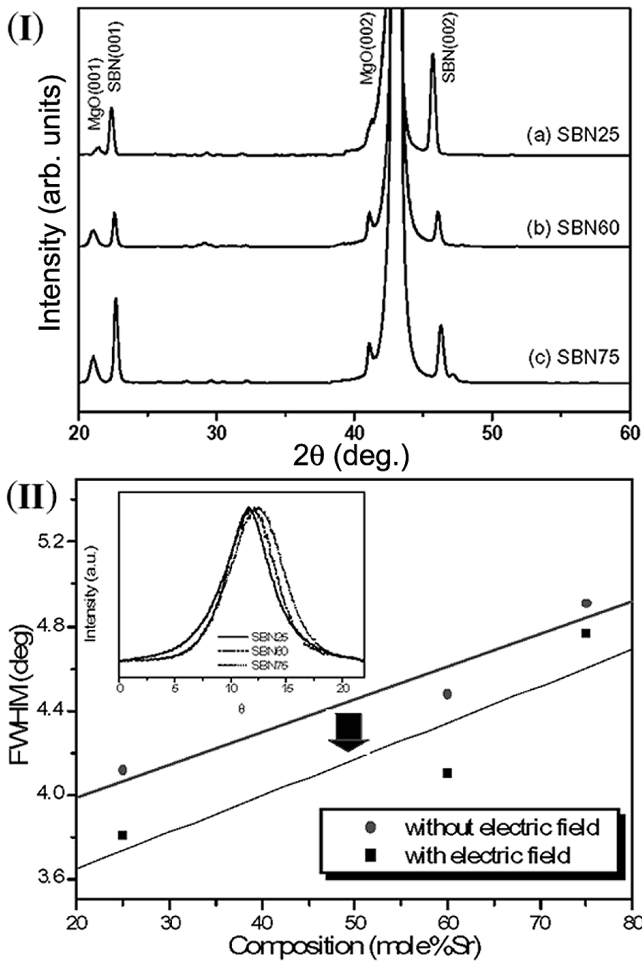 (I)
Intensity (arb. units)
MgO(001)
SBN(001)
MgO(002)
SBN(002)
(a) SBN25
(b) SBN60
(c) SBN75
20 30 40 50 60
2θ (deg.)
(II)
FWHM (deg)
5.2
4.8
4.4
4.0
3.6
Intensity (a.u.)
SBN25
SBN60
SBN75
0 5 10 15 20
θ
without electric field
with electric field
20 30 40 50 60 70 80
Composition (mole%Sr)